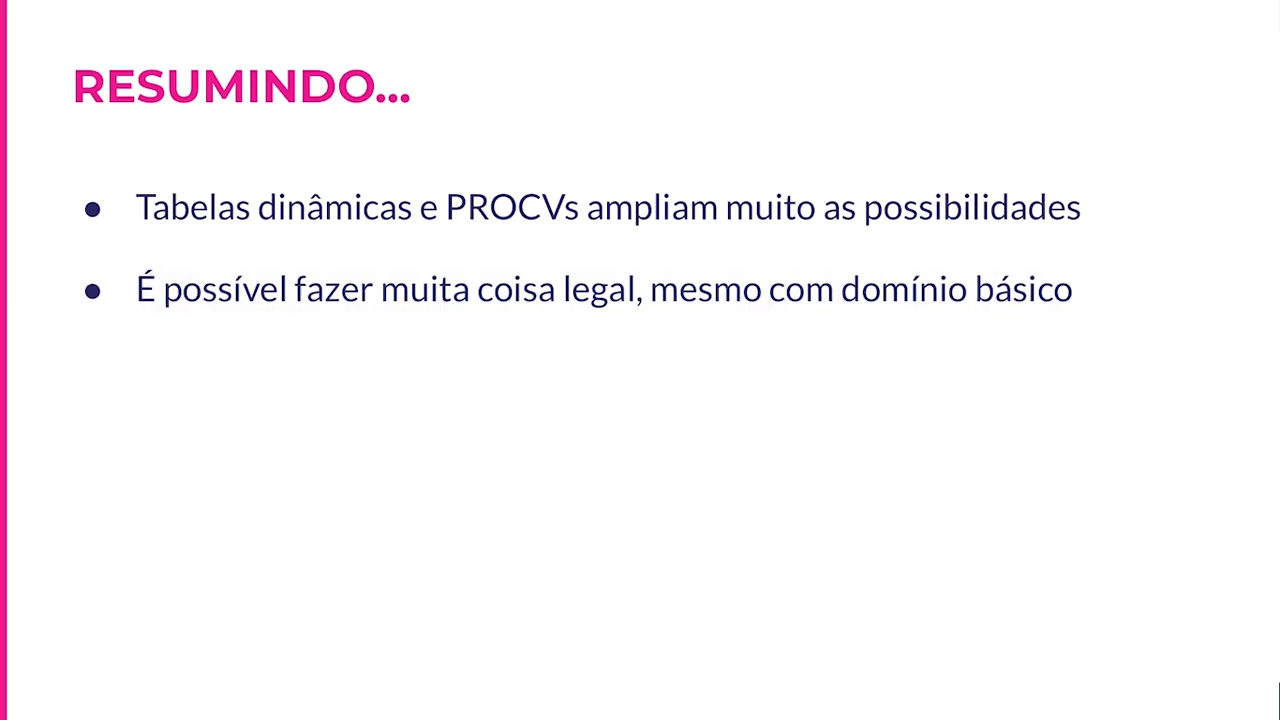 RESUMINDO...
● Tabelas dinâmicas e PROCVs ampliam muito as possibilidades
● É possível fazer muita coisa legal, mesmo com domínio básico